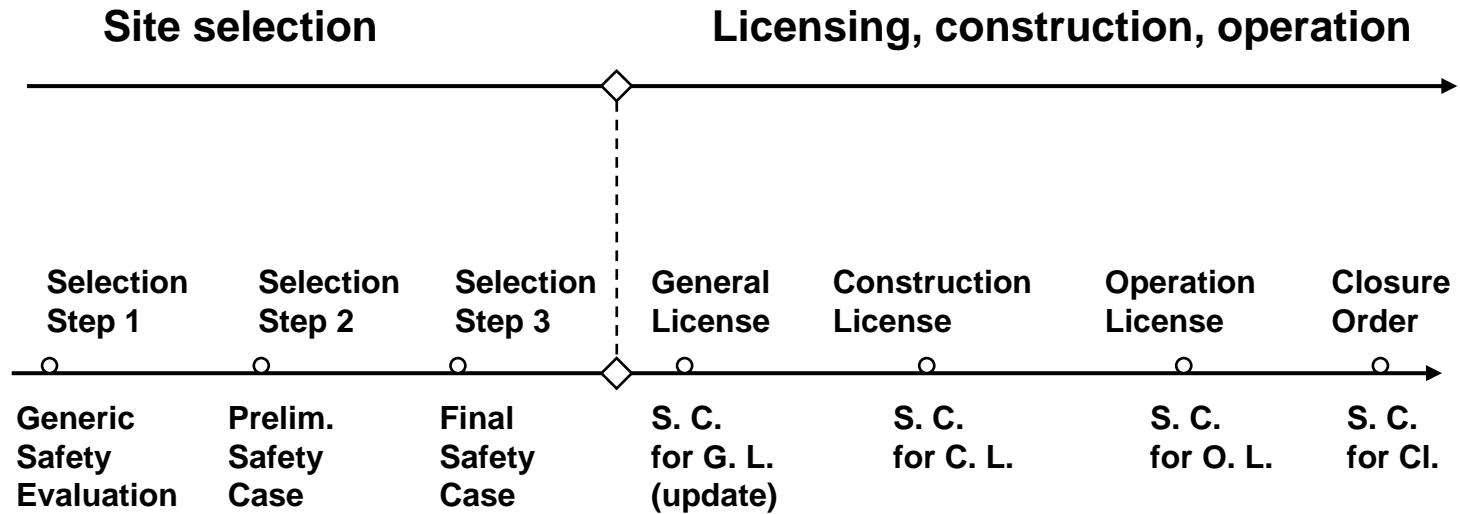 Site selection
Licensing, construction, operation
Selection
Step 1
Selection
Step 2
Selection
Step 3
General
License
Construction
License
Operation
License
Closure
Order
Generic
Safety
Evaluation
Prelim.
Safety
Case
Final
Safety
Case
S. C.
for G. L.
(update)
S. C.
for C. L.
S. C.
for O. L.
S. C.
for Cl.